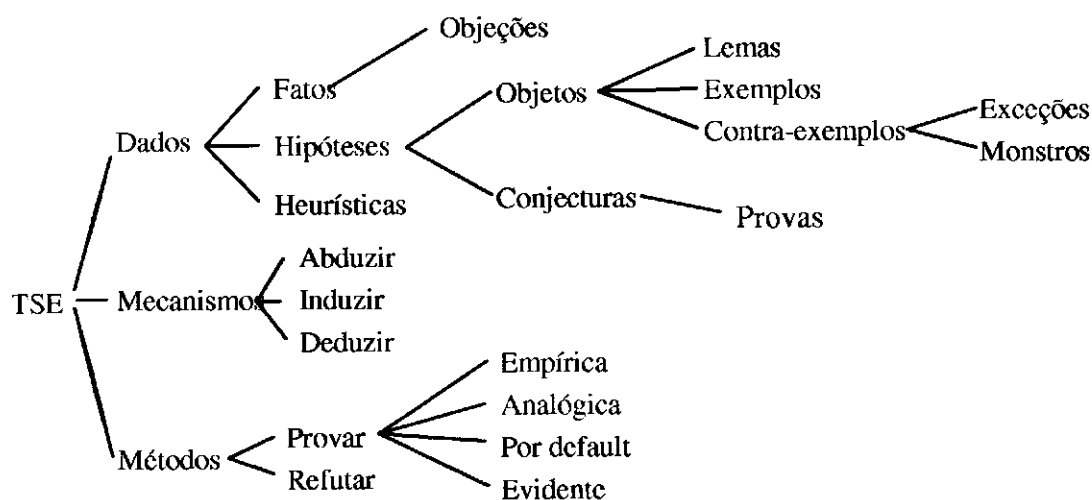 TSE
Dados
Fatos
Objeções
Hipóteses
Objetos
Lemas
Exemplos
Contra-exemplos
Exceções
Monstros
Conjecturas
Provas
Heurísticas
Mecanismos
Abduzir
Induzir
Deduzir
Métodos
Provar
Empírica
Analógica
Por default
Evidente
Refutar